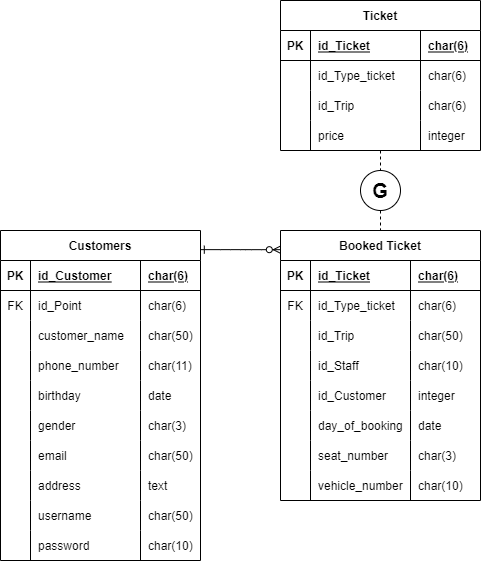 Ticket
PK id_Ticket char(6)
id_Type_ticket char(6)
id_Trip char(6)
price integer
G
Customers
PK id_Customer char(6)
FK id_Point char(6)
customer_name char(50)
phone_number char(11)
birthday date
gender char(3)
email char(50)
address text
username char(50)
password char(10)
Booked Ticket
PK id_Ticket char(6)
FK id_Type_ticket char(6)
id_Trip char(50)
id_Staff char(10)
id_Customer integer
day_of_booking date
seat_number char(3)
vehicle_number char(10)